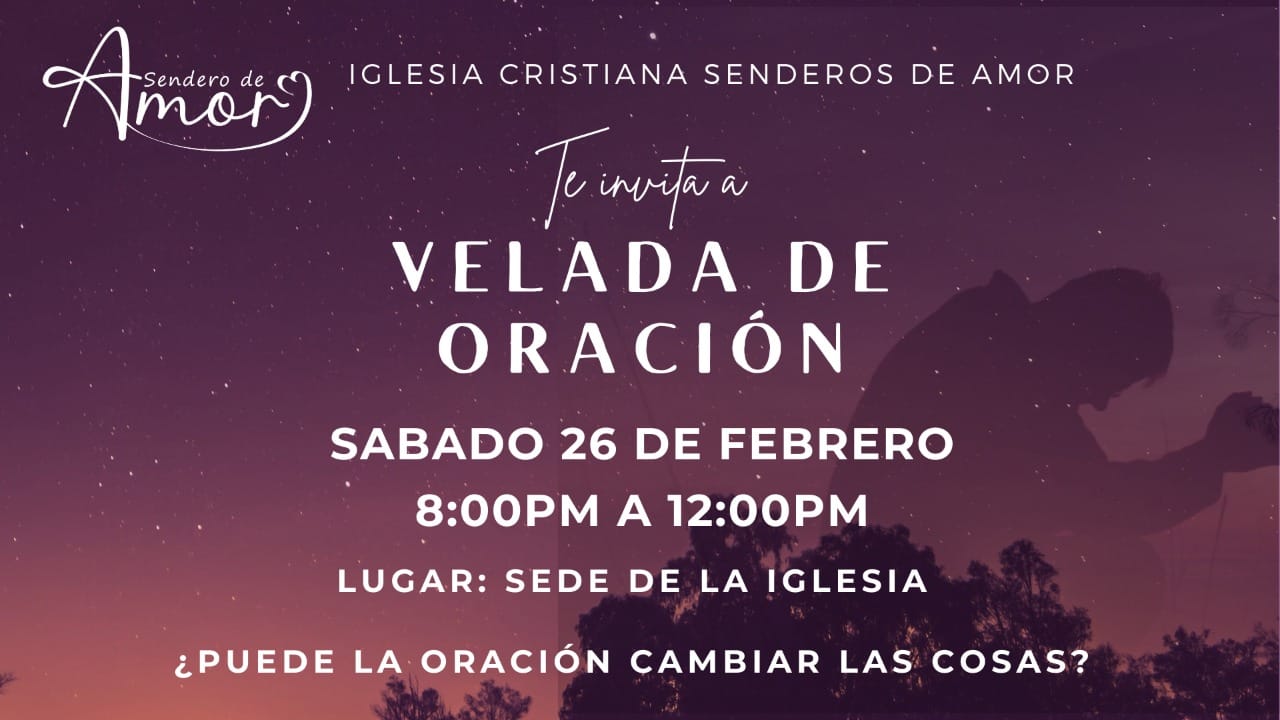 Sendero de
Amor
IGLESIA CRISTIANA SENDEROS DE AMOR
Te invita a
VELADA DE
ORACIÓN
SABADO 26 DE FEBRERO
8:00PM A 12:00PM
LUGAR: SEDE DE LA IGLESIA
¿PUEDE LA ORACIÓN CAMBIAR LAS COSAS?